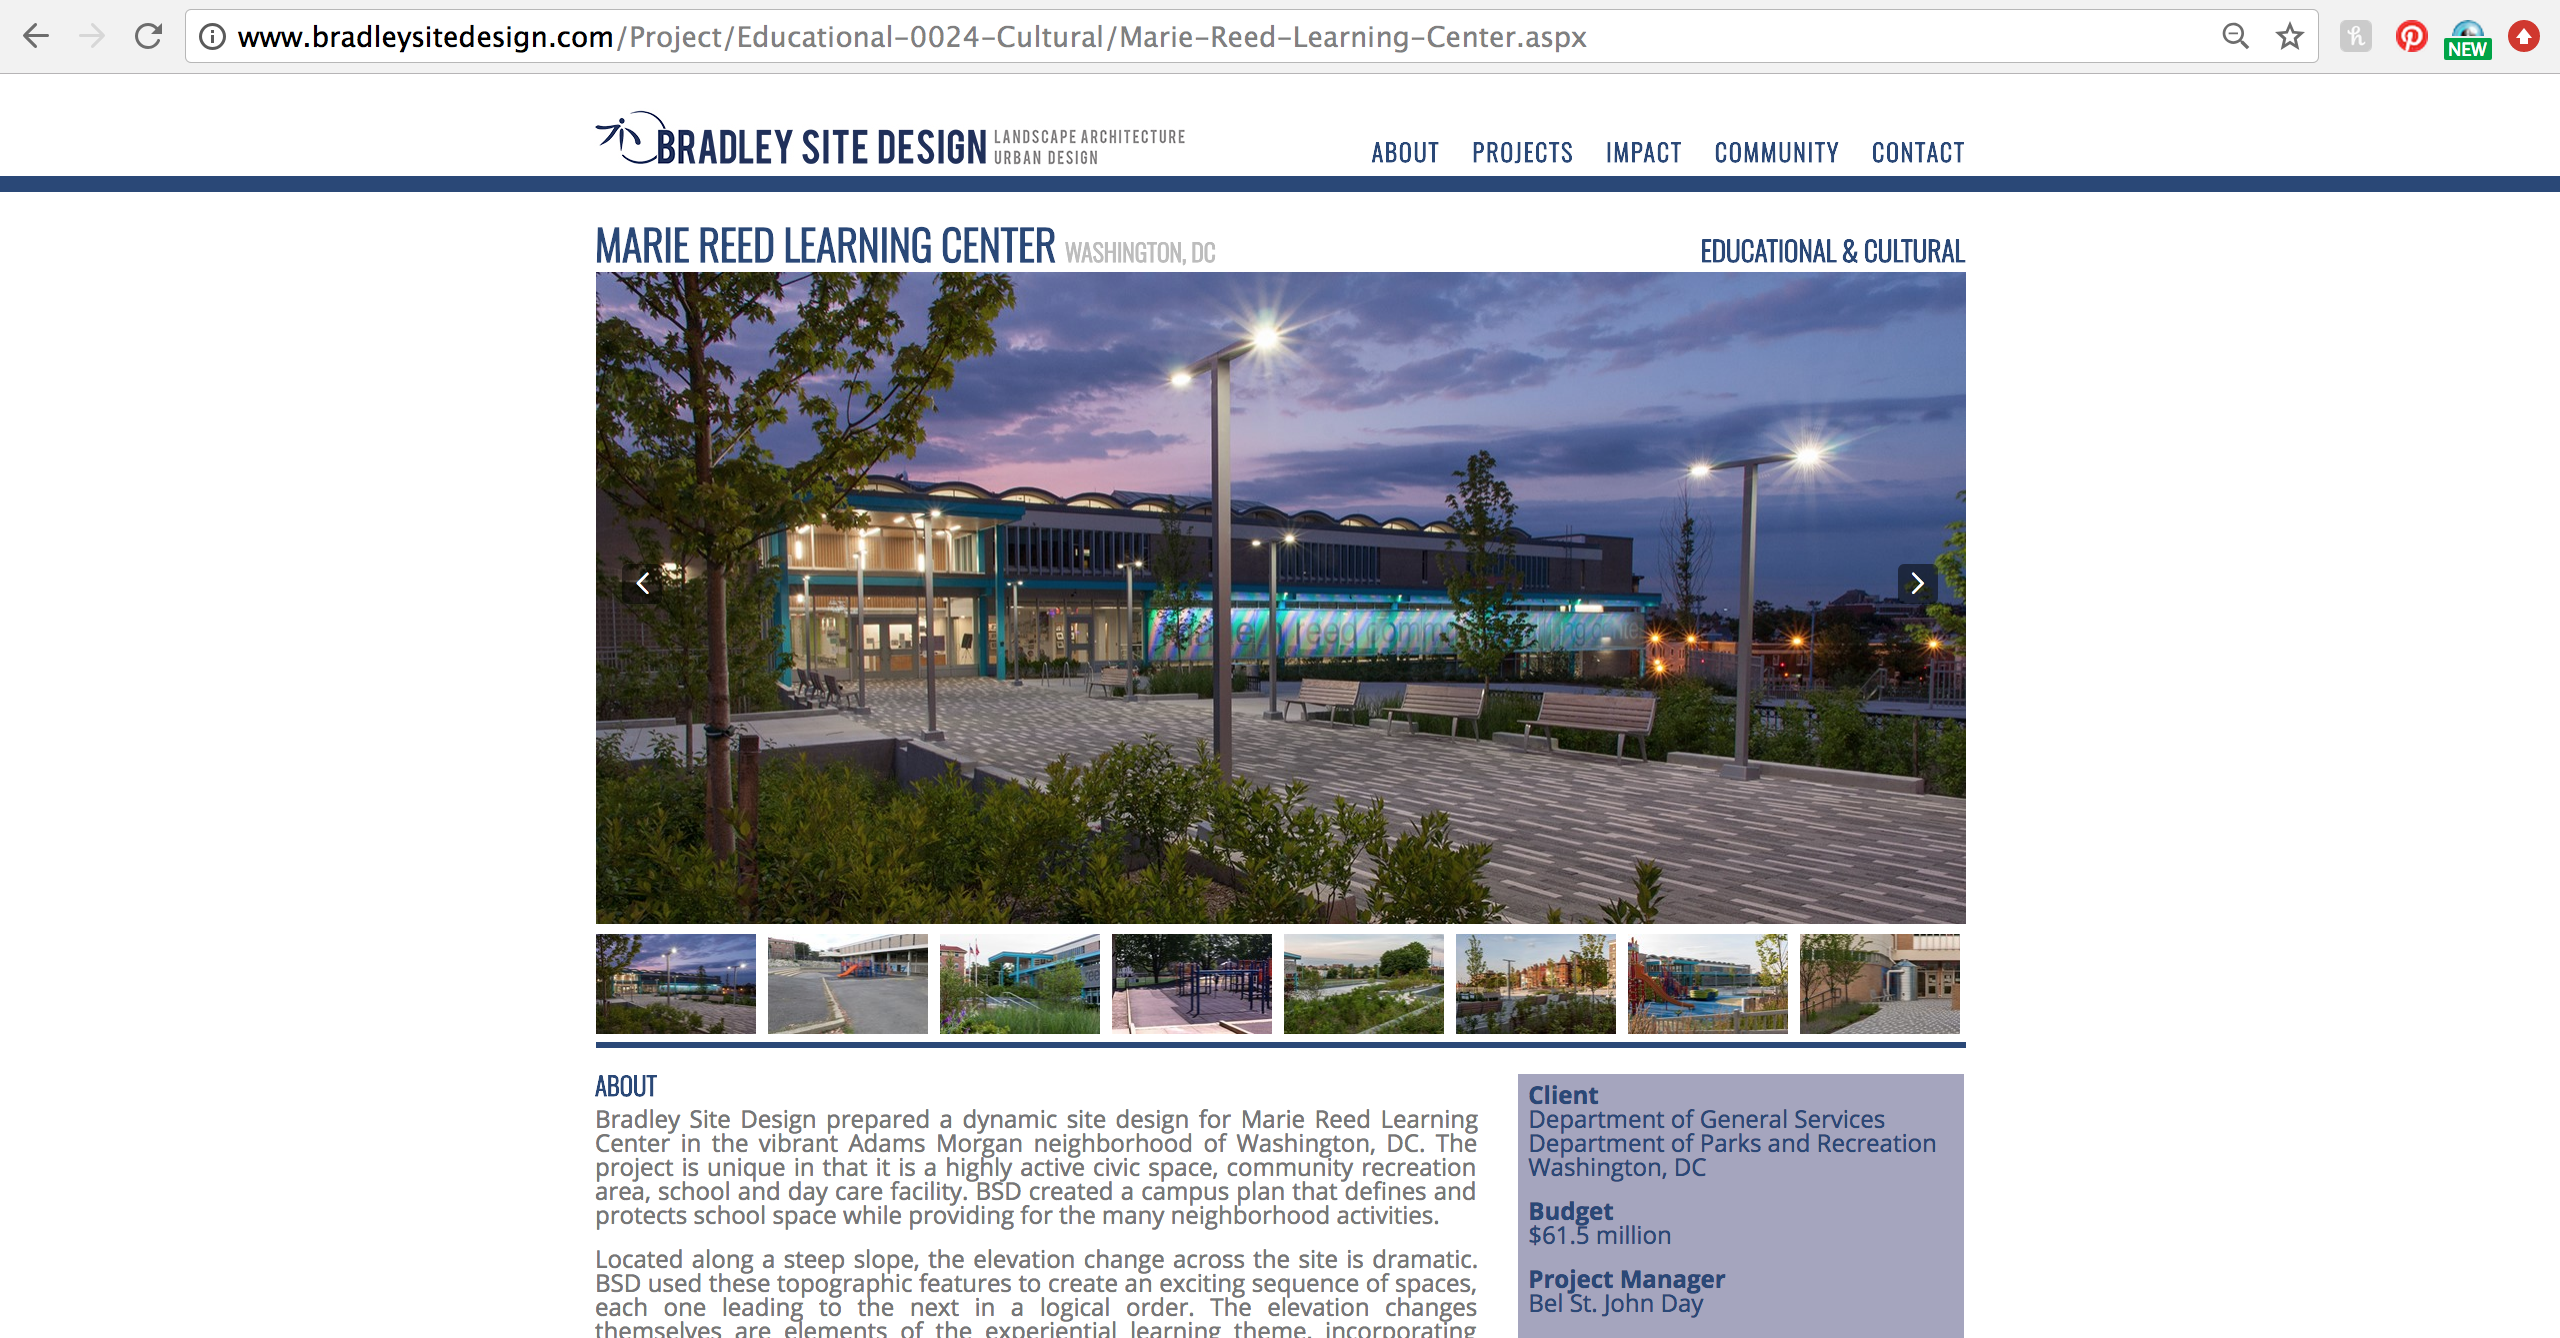 www.bradleysitedesign.com/Project/Educational-0024-Cultural/Marie-Reed-Learning-Center.aspx
NEW
BRADLEY SITE DESIGN
LANDSCAPE ARCHITECTURE
URBAN DESIGN
ABOUT PROJECTS IMPACT COMMUNITY CONTACT
MARIE REED LEARNING CENTER WASHINGTON, DC
EDUCATIONAL & CULTURAL
reed
ABOUT
Bradley Site Design prepared a dynamic site design for Marie Reed Learning
Center in the vibrant Adams Morgan neighborhood of Washington, DC. The
project is unique in that it is a highly active civic space, community recreation
area, school and day care facility. BSD created a campus plan that defines and
protects school space while providing for the many neighborhood activities.
Located along a steep slope, the elevation change across the site is dramatic.
BSD used these topographic features to create an exciting sequence of spaces,
each one leading to the next in a logical order. The elevation changes
themselves are elements of the experiential learning theme, incorporating
Client
Department of General Services
Department of Parks and Recreation
Washington, DC
Budget
$61.5 million
Project Manager
Bel St. John Day